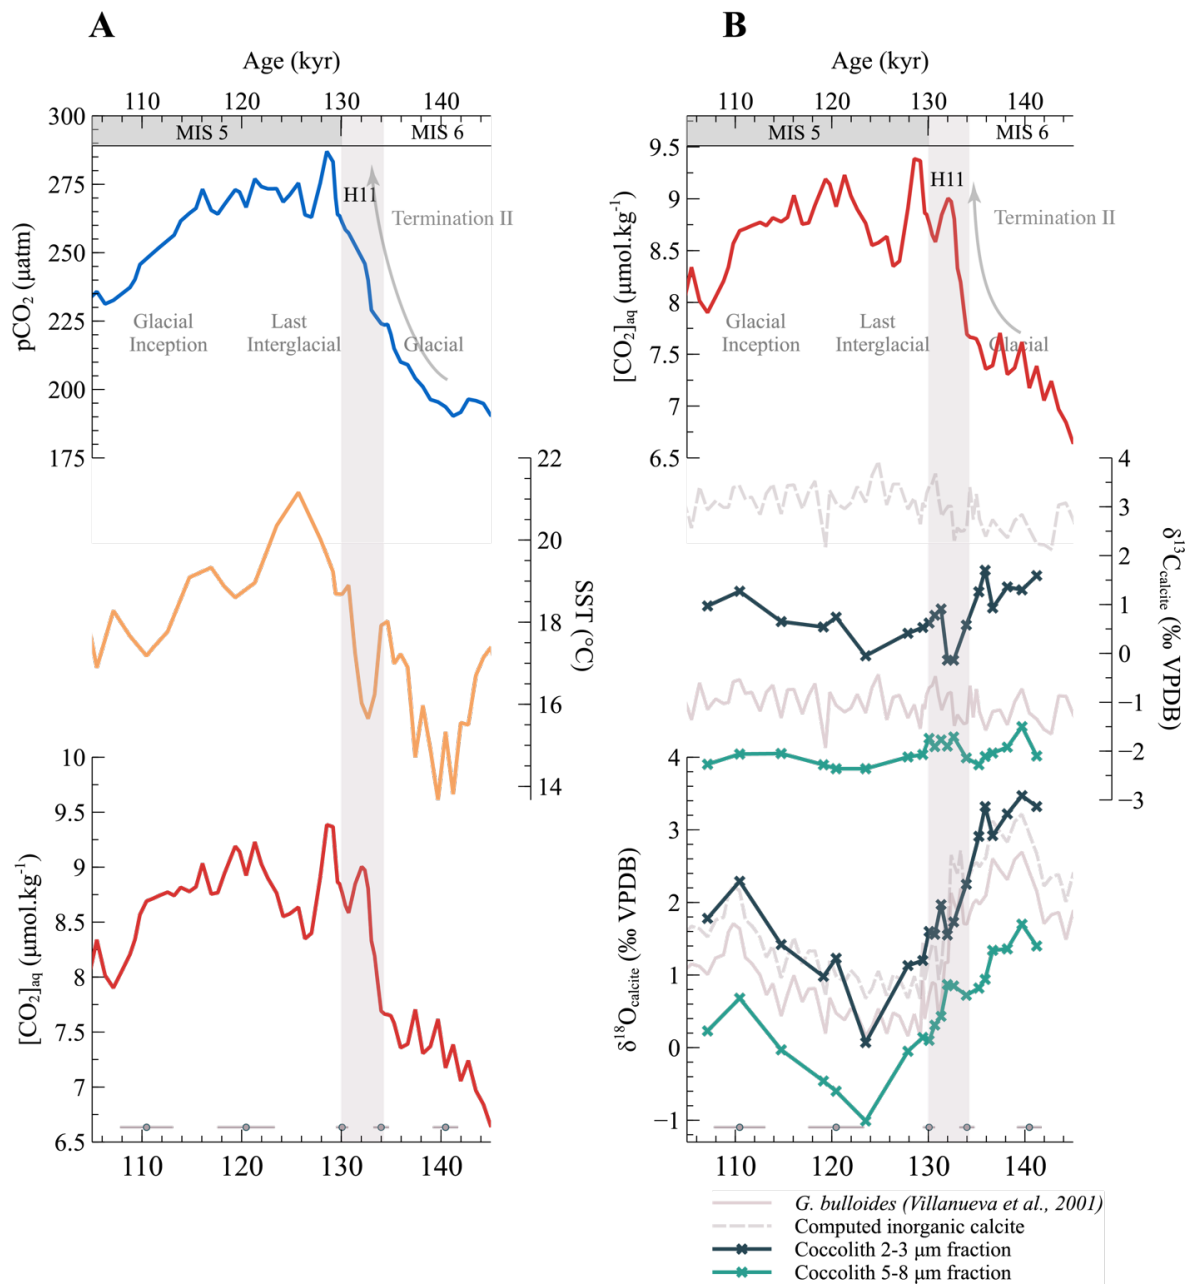 A
Age (kyr)
110 120 130 140
MIS 5 MIS 6
300
275
250
225
200
175
pCO₂ (μatm)
H11
Termination II
Glacial
Inception
Last
Interglacial
Glacial
22
20
18
16
14
SST (°C)
10
9.5
9
8.5
8
7.5
7
6.5
[CO₂]aq (μmol.kg⁻¹)
110 120 130 140
B
Age (kyr)
110 120 130 140
MIS 5 MIS 6
9.5
9
8.5
8
7.5
7
6.5
[CO₂]aq (μmol.kg⁻¹)
H11
Termination II
Glacial
Inception
Last
Interglacial
Glacial
4
3
2
1
0
−1
−2
−3
δ¹³Ccalcite (‰ VPDB)
4
3
2
1
0
−1
δ¹⁸Ocalcite (‰ VPDB)
110 120 130 140
G. bulloides (Villanueva et al., 2001)
Computed inorganic calcite
Coccolith 2-3 μm fraction
Coccolith 5-8 μm fraction